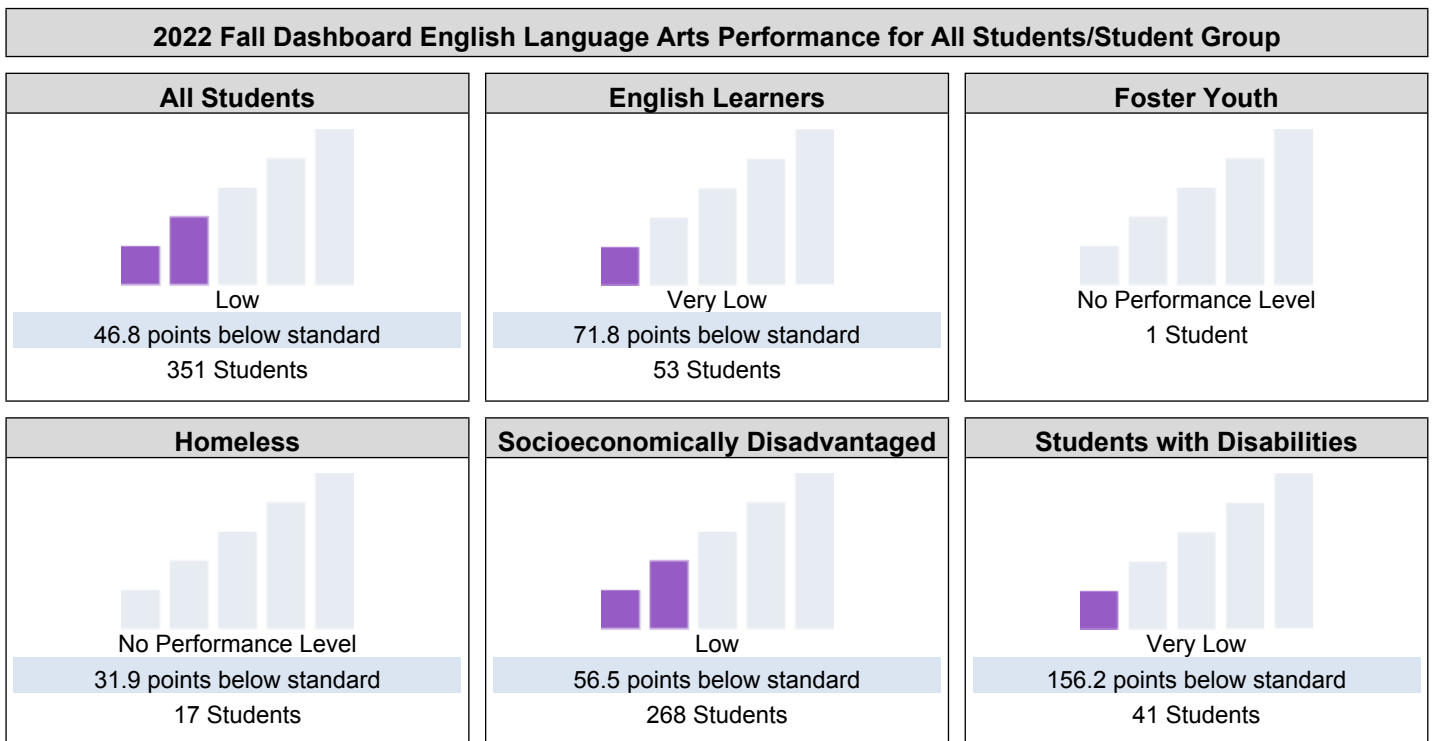 2022 Fall Dashboard English Language Arts Performance for All Students/Student Group
All Students
Low
46.8 points below standard
351 Students
English Learners
Very Low
71.8 points below standard
53 Students
Foster Youth
No Performance Level
1 Student
Homeless
No Performance Level
31.9 points below standard
17 Students
Socioeconomically Disadvantaged
Low
56.5 points below standard
268 Students
Students with Disabilities
Very Low
156.2 points below standard
41 Students